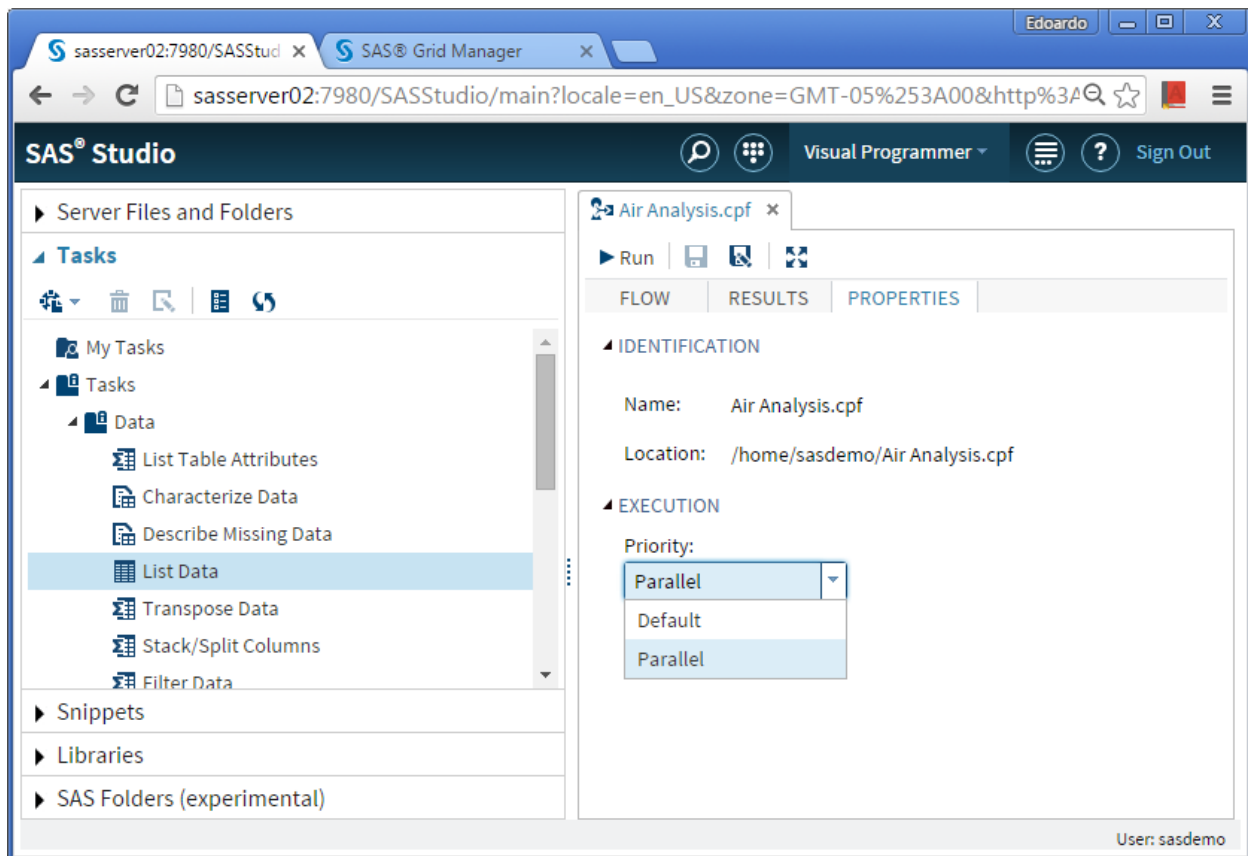 Edoardo
sasserver02:7980/SASStud
SAS® Grid Manager
sasserver02:7980/SASStudio/main?locale=en_US&zone=GMT-05%253A00&http%3A
SAS® Studio
Visual Programmer
?
Sign Out
Server Files and Folders
Tasks
My Tasks
Tasks
Data
List Table Attributes
Characterize Data
Describe Missing Data
List Data
Transpose Data
Stack/Split Columns
Filter Data
Snippets
Libraries
SAS Folders (experimental)
Air Analysis.cpf
Run
FLOW RESULTS PROPERTIES
IDENTIFICATION
Name: Air Analysis.cpf
Location: /home/sasdemo/Air Analysis.cpf
EXECUTION
Priority:
Parallel
Default
Parallel
User: sasdemo